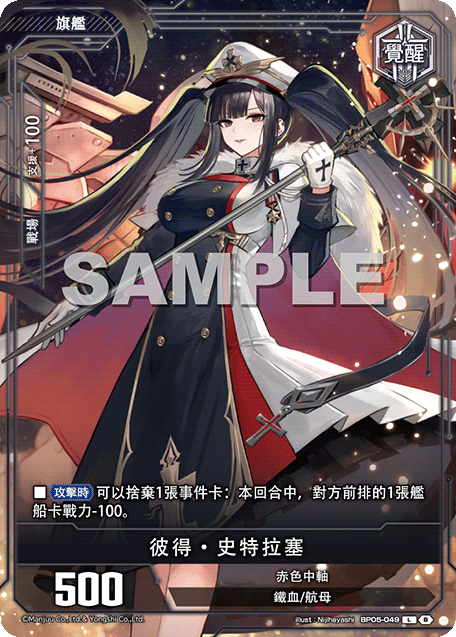 旗艦
覺醒
支援+100
戰場
SAMPLE
■ 攻擊時 可以捨棄1張事件卡：本回合中，對方前排的1張艦
船卡戰力-100。
彼得・史特拉塞
500
赤色中軸
鐵血/航母
©Manjuu Co.,Ltd & Yongshi Co.,Ltd.
illust : Nijihayashi BP05-049 L B